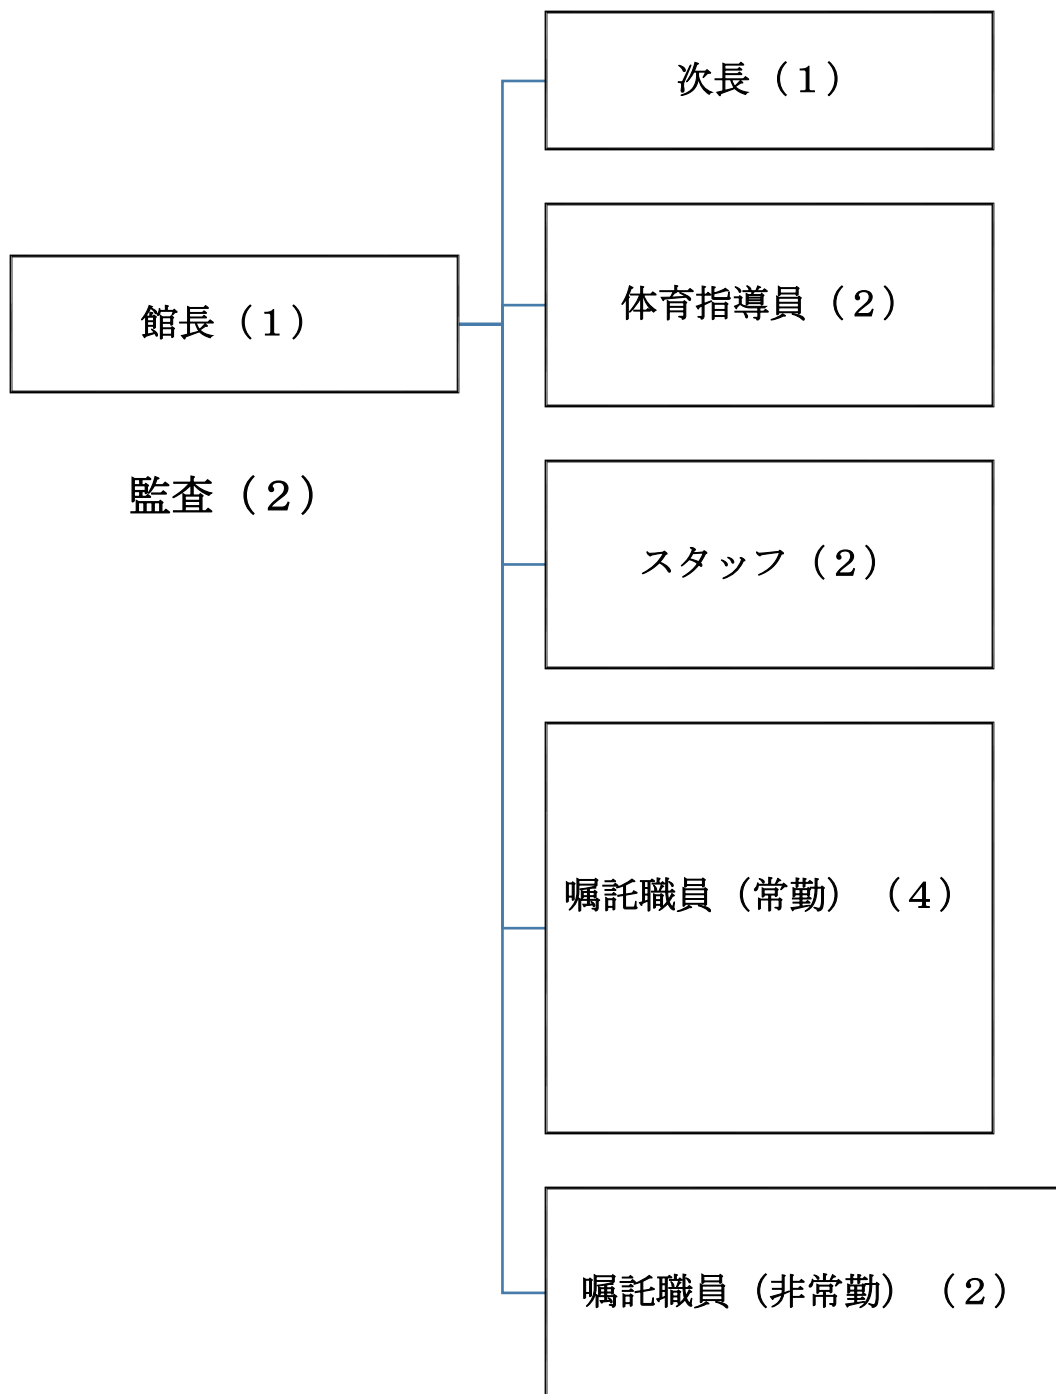 次長（１）
体育指導員（２）
館長（１）
監査（２）
スタッフ（２）
嘱託職員（常勤）（４）
嘱託職員（非常勤）（２）